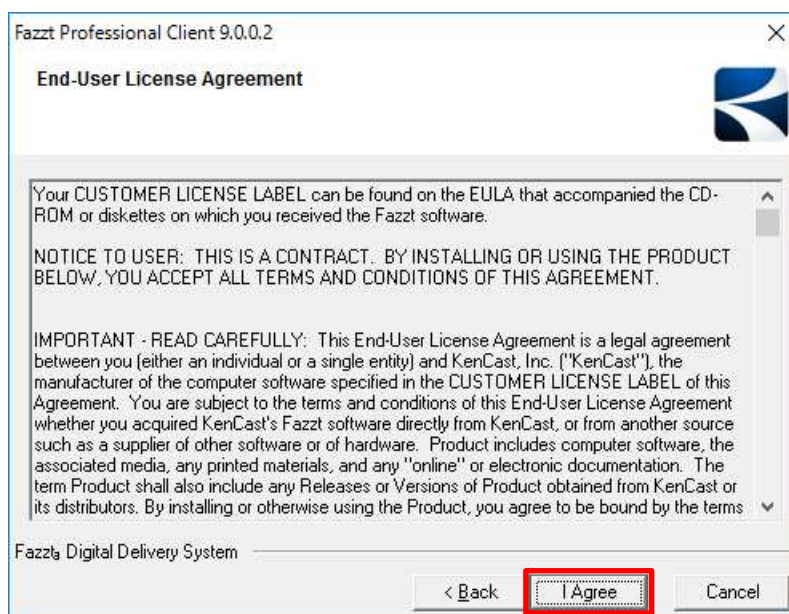 Fazzt Professional Client 9.0.0.2
End-User License Agreement
Your CUSTOMER LICENSE LABEL can be found on the EULA that accompanied the CD-
ROM or diskettes on which you received the Fazzt software.
NOTICE TO USER: THIS IS A CONTRACT. BY INSTALLING OR USING THE PRODUCT
BELOW, YOU ACCEPT ALL TERMS AND CONDITIONS OF THIS AGREEMENT.
IMPORTANT - READ CAREFULLY: This End-User License Agreement is a legal agreement
between you (either an individual or a single entity) and KenCast, Inc. ("KenCast"), the
manufacturer of the computer software specified in the CUSTOMER LICENSE LABEL of this
Agreement. You are subject to the terms and conditions of this End-User License Agreement
whether you acquired KenCast's Fazzt software directly from KenCast, or from another source
such as a supplier of other software or of hardware. Product includes computer software, the
associated media, any printed materials, and any "online" or electronic documentation. The
term Product shall also include any Releases or Versions of Product obtained from KenCast or
its distributors. By installing or otherwise using the Product, you agree to be bound by the terms
Fazztę Digital Delivery System
< Back I Agree Cancel